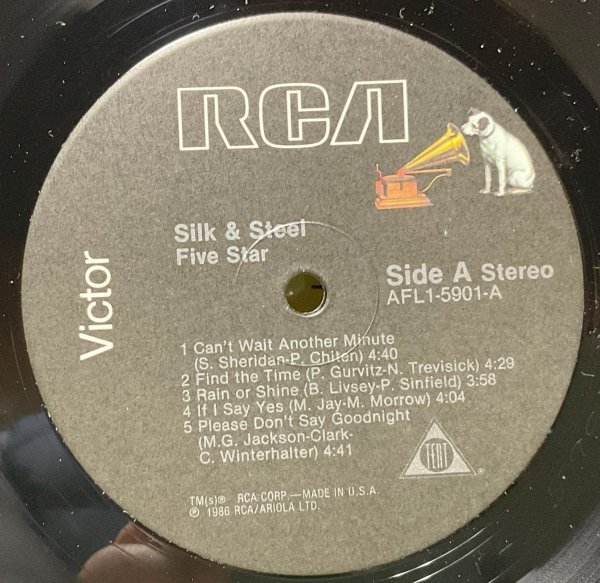 RCA
Victor
Silk & Steel
Five Star
Side A Stereo
AFL1-5901-A
1 Can't Wait Another Minute
(S. Sheridan-P. Chiten) 4:40
2 Find the Time (P. Gurvitz-N. Trevisick) 4:29
3 Rain or Shine (B. Livsey-P. Sinfield) 3:58
4 If I Say Yes (M. Jay-M. Morrow) 4:04
5 Please Don't Say Goodnight
(M.G. Jackson-Clark-
C. Winterhalter) 4:41
TENT
®
TM(s)® RCA CORP.—MADE IN U.S.A.
℗ 1986 RCA/ARIOLA LTD.